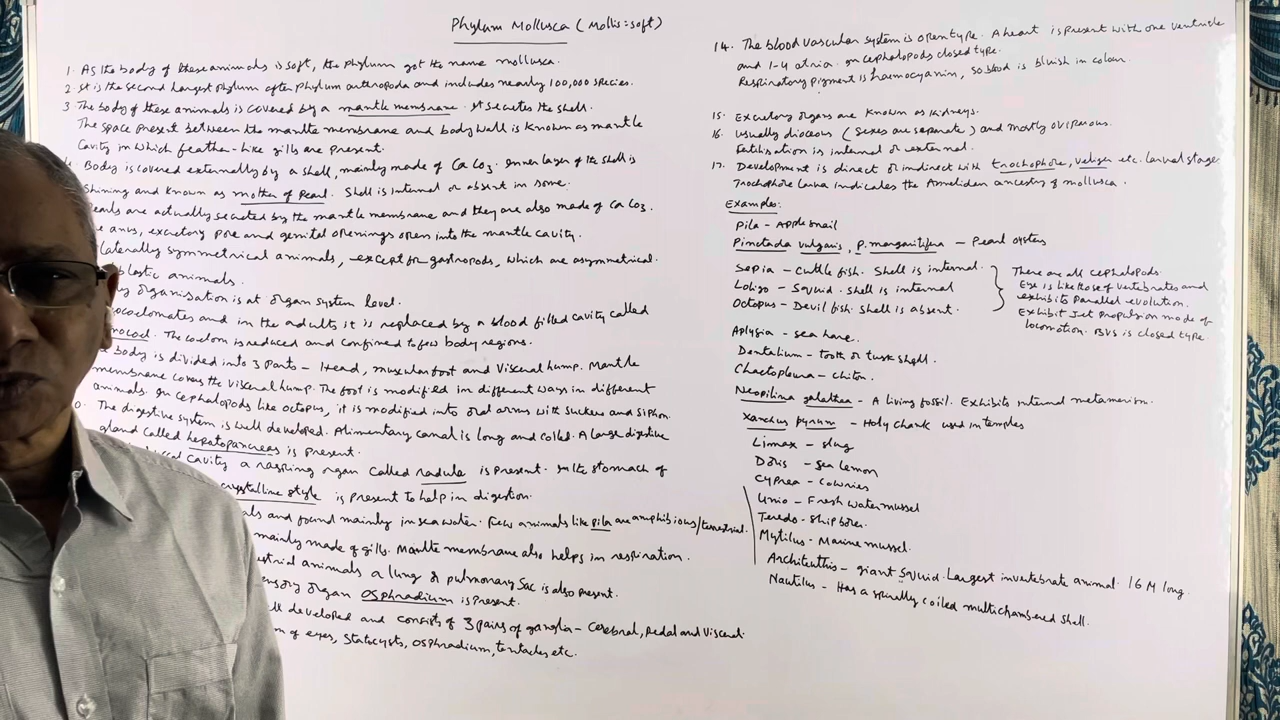 Phylum Mollusca (Mollis=soft)
1. As the body of these animals is soft, the phylum got the name mollusca.
2. It is the second largest phylum after phylum arthropoda and includes nearly 100,000 species.
3 The body of these animals is covered by a mantle membrane. It secretes the shell.
The space present between the mantle membrane and body wall is known as mantle
cavity in which feather-like gills are present.
Body is covered externally by a shell, mainly made of CaCO3. Inner layer of the shell is
shining and known as mother of pearl. Shell is internal or absent in some.
Pearls are actually secreted by the mantle membrane and they are also made of CaCO3.
anus, excretory pore and genital openings open into the mantle cavity.
laterally symmetrical animals, except for gastropods, which are asymmetrical.
blastic animals.
organisation is at organ system level.
ocoelomates and in the adults it is replaced by a blood filled cavity called
mocoel. The coelom is reduced and confined to few body regions.
body is divided into 3 parts - Head, muscular foot and visceral hump. Mantle
membrane covers the visceral hump. The foot is modified in different ways in different
animals. In cephalopods like octopus, it is modified into oral arms with suckers and siphon.
0. The digestive system is well developed. Alimentary canal is long and coiled. A large digestive
gland called hepatopancreas is present.
cavity a rasping organ called radula is present. In the stomach of
crystalline style is present to help in digestion.
als and found mainly in sea water. Few animals like pila are amphibious/terrestrial.
mainly made of gills. Mantle membrane also helps in respiration.
estrial animals a lung or pulmonary sac is also present.
ensory organ osphradium is present.
ll developed and consists of 3 pairs of ganglia - Cerebral, Pedal and Visceral.
of eyes, statocysts, osphradium, tentacles etc.
14. The blood vascular system is open type. A heart is present with one ventricle
and 1-4 atria. In cephalopods closed type.
Respiratory pigment is haemocyanin, so blood is bluish in colour.
15. Excretory organs are known as kidneys.
16. Usually dioceous (sexes are separate) and mostly oviparous.
Fertilisation is internal or external.
17. Development is direct or indirect with trochophore, veliger etc. larval stages
Trochophore larva indicates the Annelidan ancestry of mollusca.
Examples:
Pila - Apple snail
Pinctada vulgaris, P. margaritifera - Pearl oysters
Sepia - Cuttle fish. Shell is internal.
Loligo - Squid. Shell is internal
Octopus - Devil fish. Shell is absent.
These are all cephalopods.
Eye is like those of vertebrates and
exhibits parallel evolution.
Exhibit Jet propulsion mode of
locomotion. BVS is closed type.
Aplysia - sea hare.
Dentalium - tooth or tusk shell.
Chaetopleura - chiton.
Neopilina galathea - A living fossil. Exhibits internal metamerism.
Xanchus pyrum - Holy chank used in temples
Limax - slug
Doris - sea lemon
Cyprea - Cowries
Unio - Fresh water mussel
Teredo - ship borer.
Mytilus - Marine mussel.
Architeuthis - giant squid. Largest invertebrate animal. 16 M long.
Nautilus - Has a spirally coiled multichambered shell.